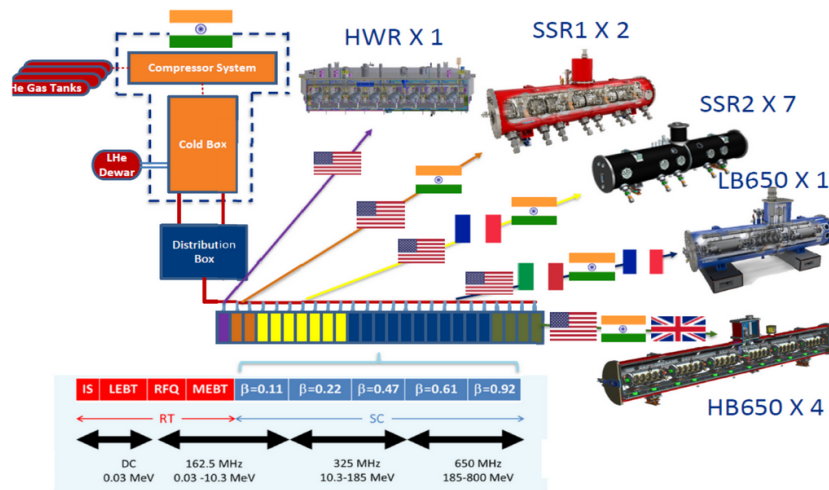 HWR X 1
SSR1 X 2
SSR2 X 7
LB650 X 1
HB650 X 4
Compressor System
He Gas Tanks
Cold Box
LHe
Dewar
Distribution
Box
IS LEBT RFQ MEBT β=0.11 β=0.22 β=0.47 β=0.61 β=0.92
RT SC
DC 162.5 MHz 325 MHz 650 MHz
0.03 MeV 0.03 -10.3 MeV 10.3-185 MeV 185-800 MeV